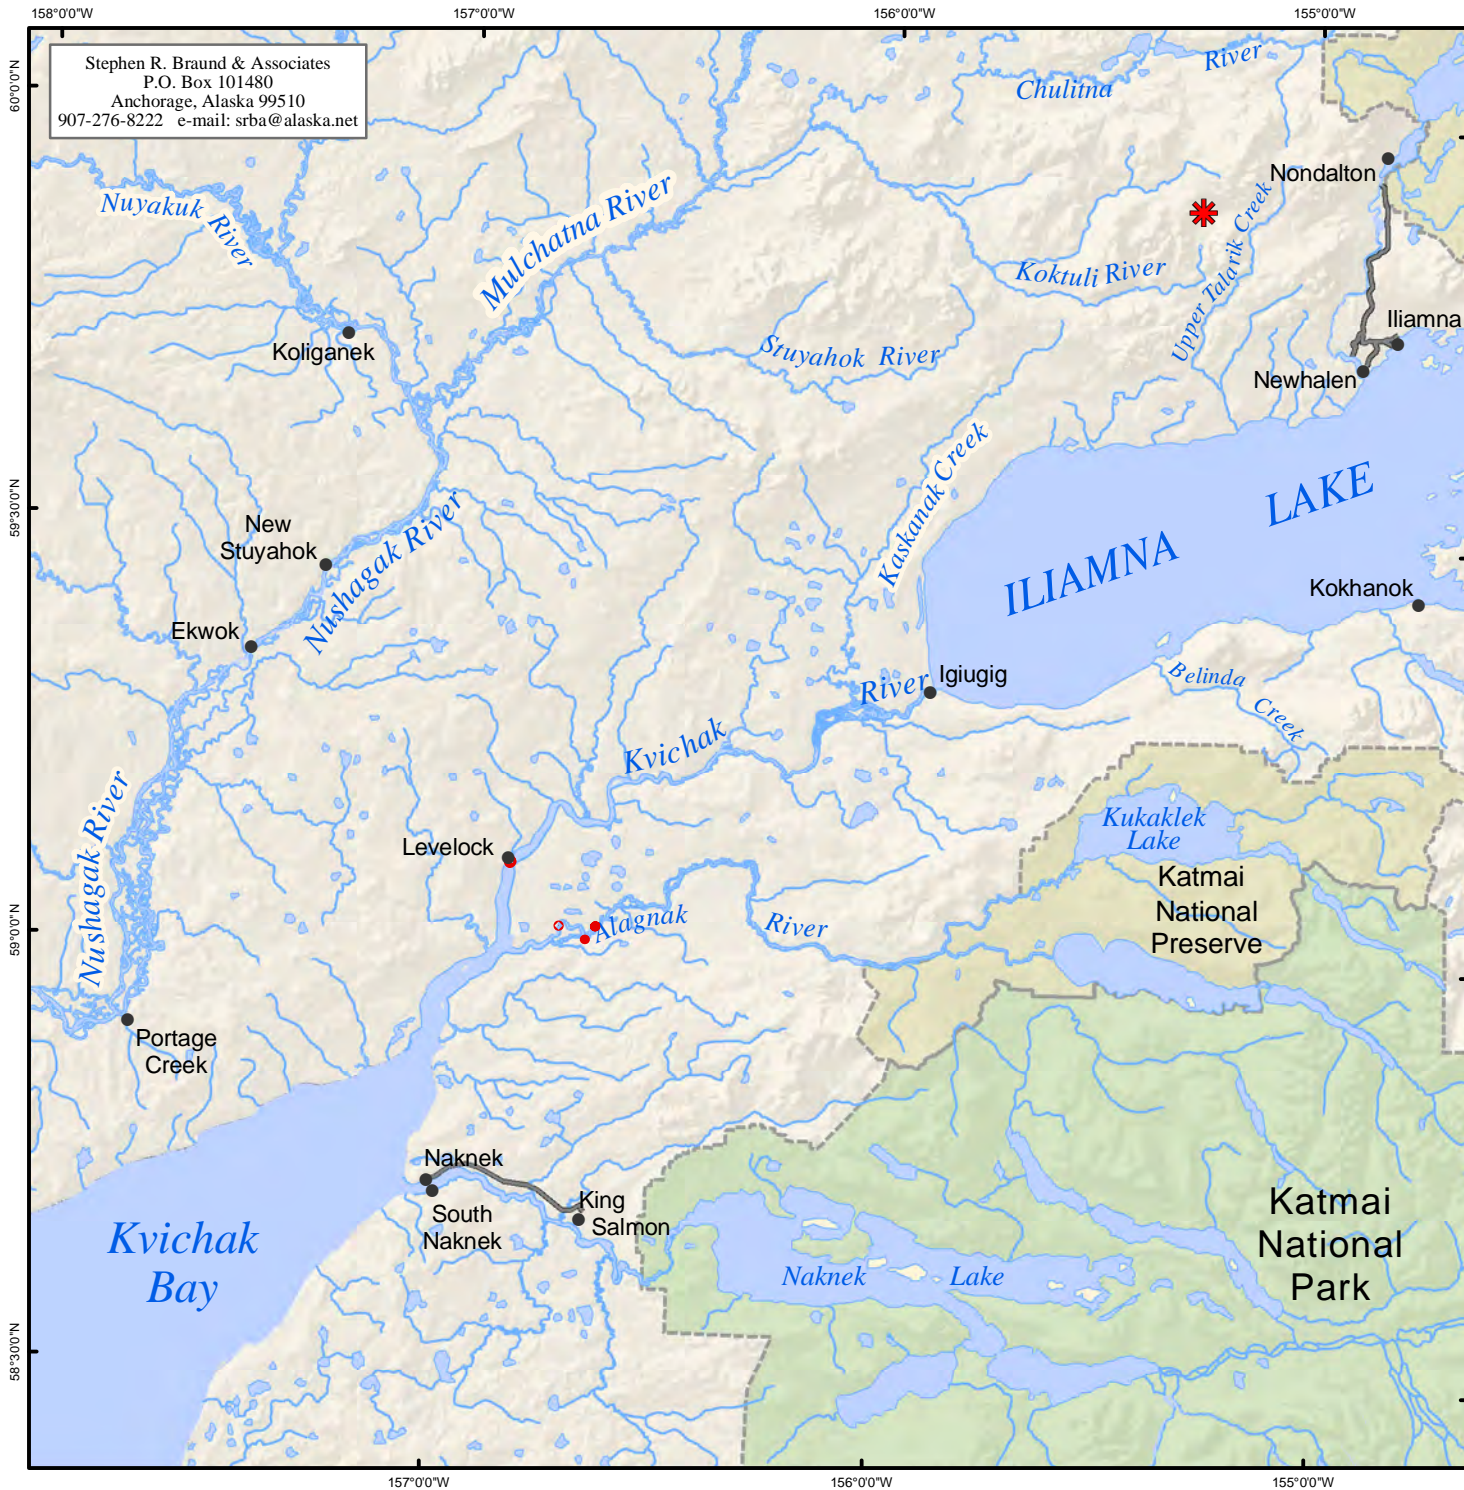 158°0'0"W
157°0'0"W
156°0'0"W
155°0'0"W
60°0'0"N
59°30'0"N
59°0'0"N
58°30'0"N
Stephen R. Braund & Associates
P.O. Box 101480
Anchorage, Alaska 99510
907-276-8222 e-mail: srba@alaska.net
Chulitna River
Nondalton
Nuyakuk River
Mulchatna River
Upper Talarik Creek
Koktuli River
Iliamna
Koliganek
Stuyahok River
Newhalen
Kaskanak Creek
ILIAMNA LAKE
New
Stuyahok
Nushagak River
Kokhanok
Ekwok
Igiugig
Belinda Creek
Kvichak River
Nushagak River
Kukaklek
Lake
Levelock
Katmai
National
Preserve
Alagnak River
Portage
Creek
Naknek
South
Naknek
King
Salmon
Katmai
National
Park
Kvichak
Bay
Naknek Lake
157°0'0"W
156°0'0"W
155°0'0"W